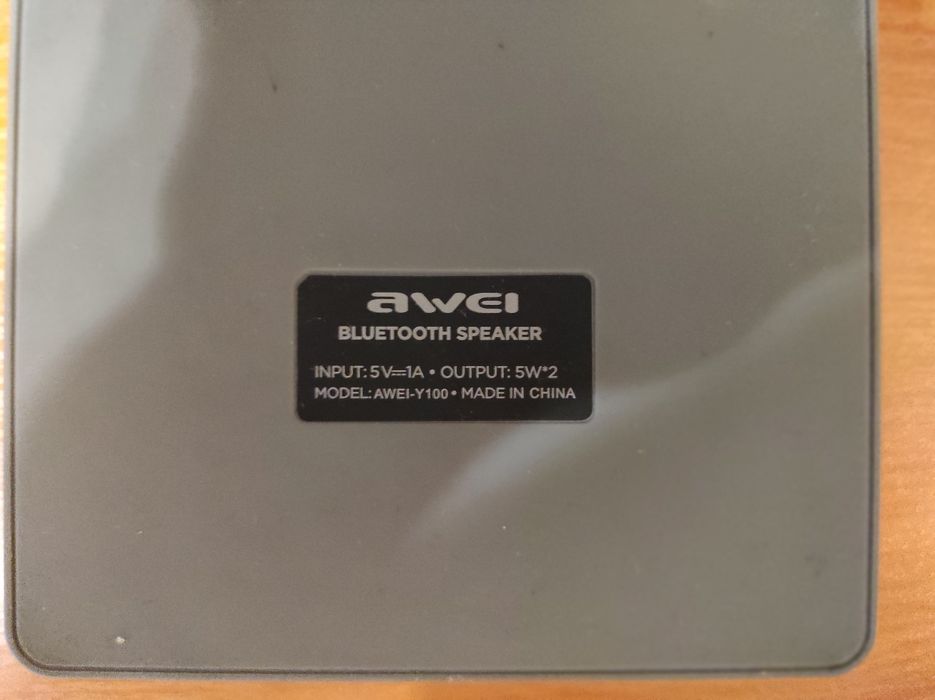 awei
BLUETOOTH SPEAKER
INPUT: 5V⎓1A • OUTPUT: 5W*2
MODEL: AWEI-Y100 • MADE IN CHINA